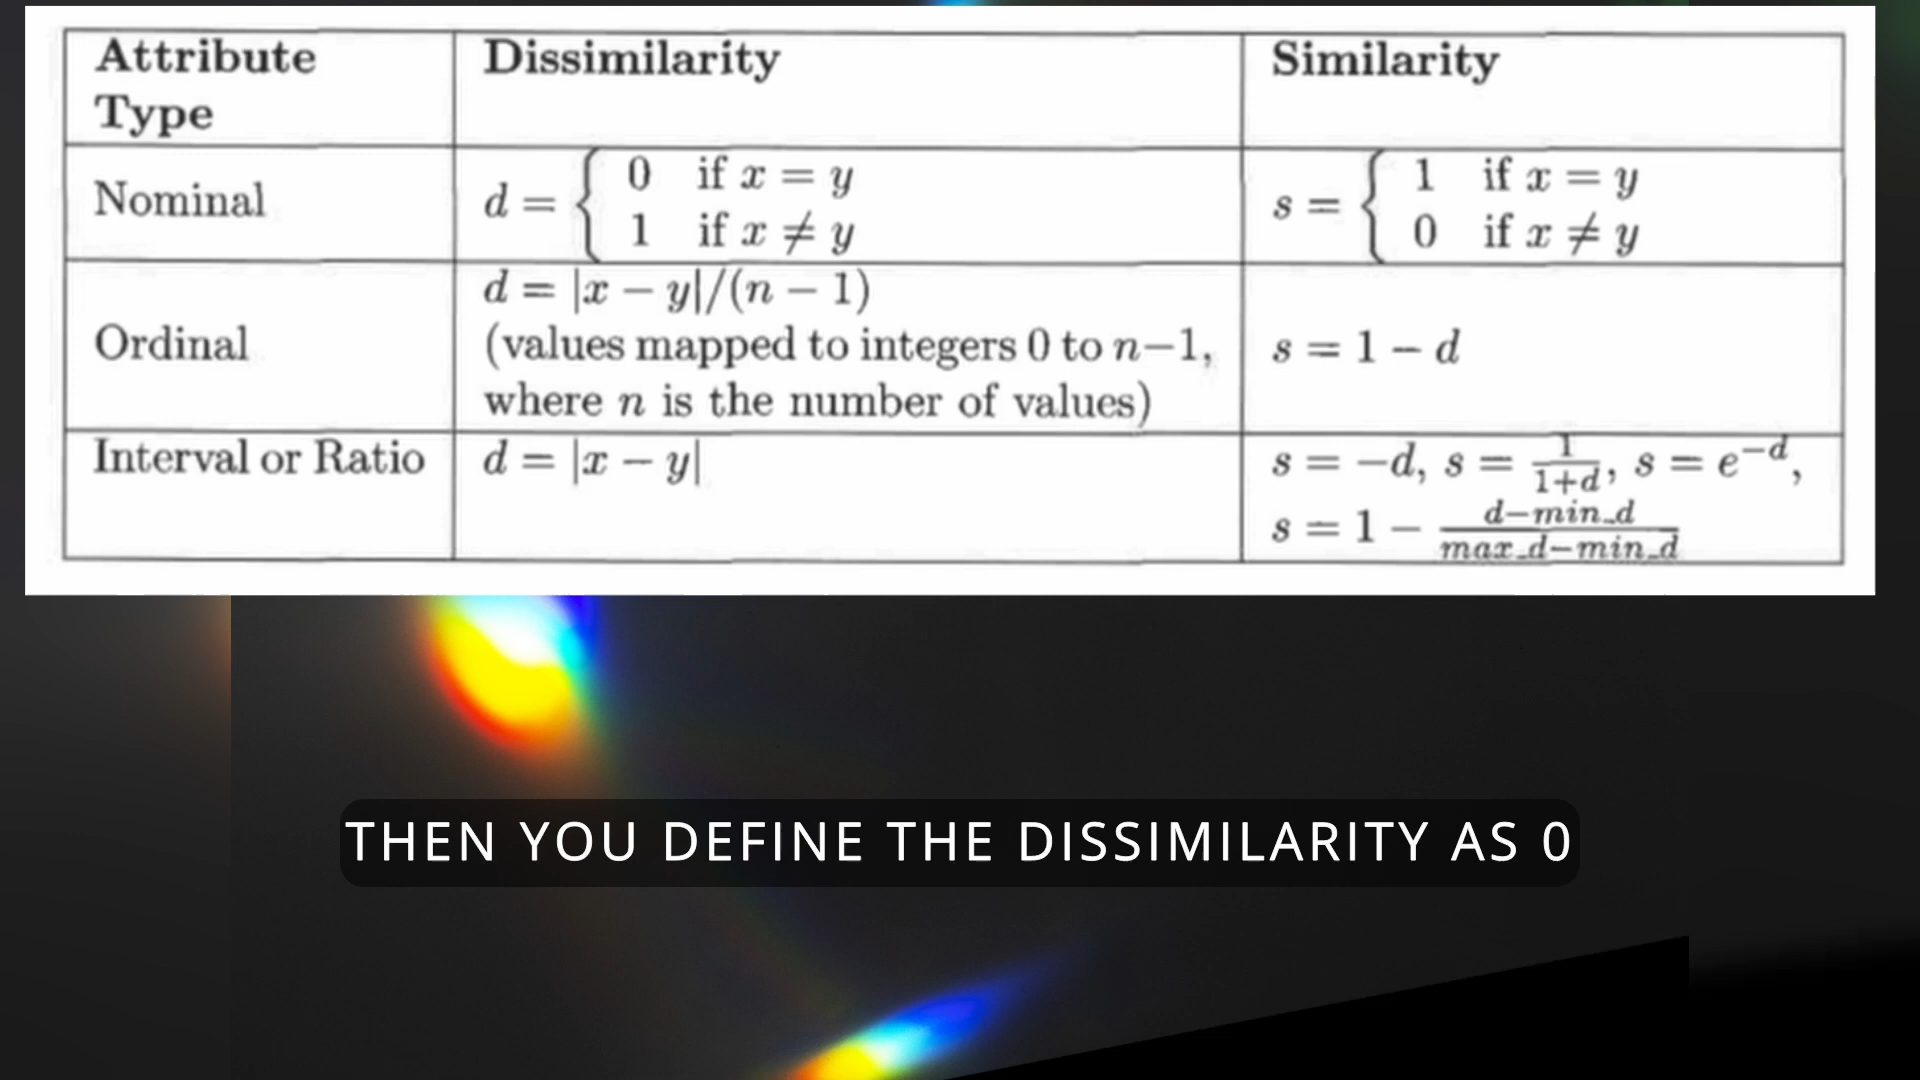 Attribute Type | Dissimilarity | Similarity
Nominal | d = { 0 if x = y | s = { 1 if x = y
1 if x ≠ y | 0 if x ≠ y
Ordinal | d = |x − y|/(n − 1) | s = 1 − d
(values mapped to integers 0 to n−1,
where n is the number of values)
Interval or Ratio | d = |x − y| | s = −d, s = 1/(1+d), s = e^−d,
s = 1 − (d−min_d)/(max_d−min_d)
THEN YOU DEFINE THE DISSIMILARITY AS 0